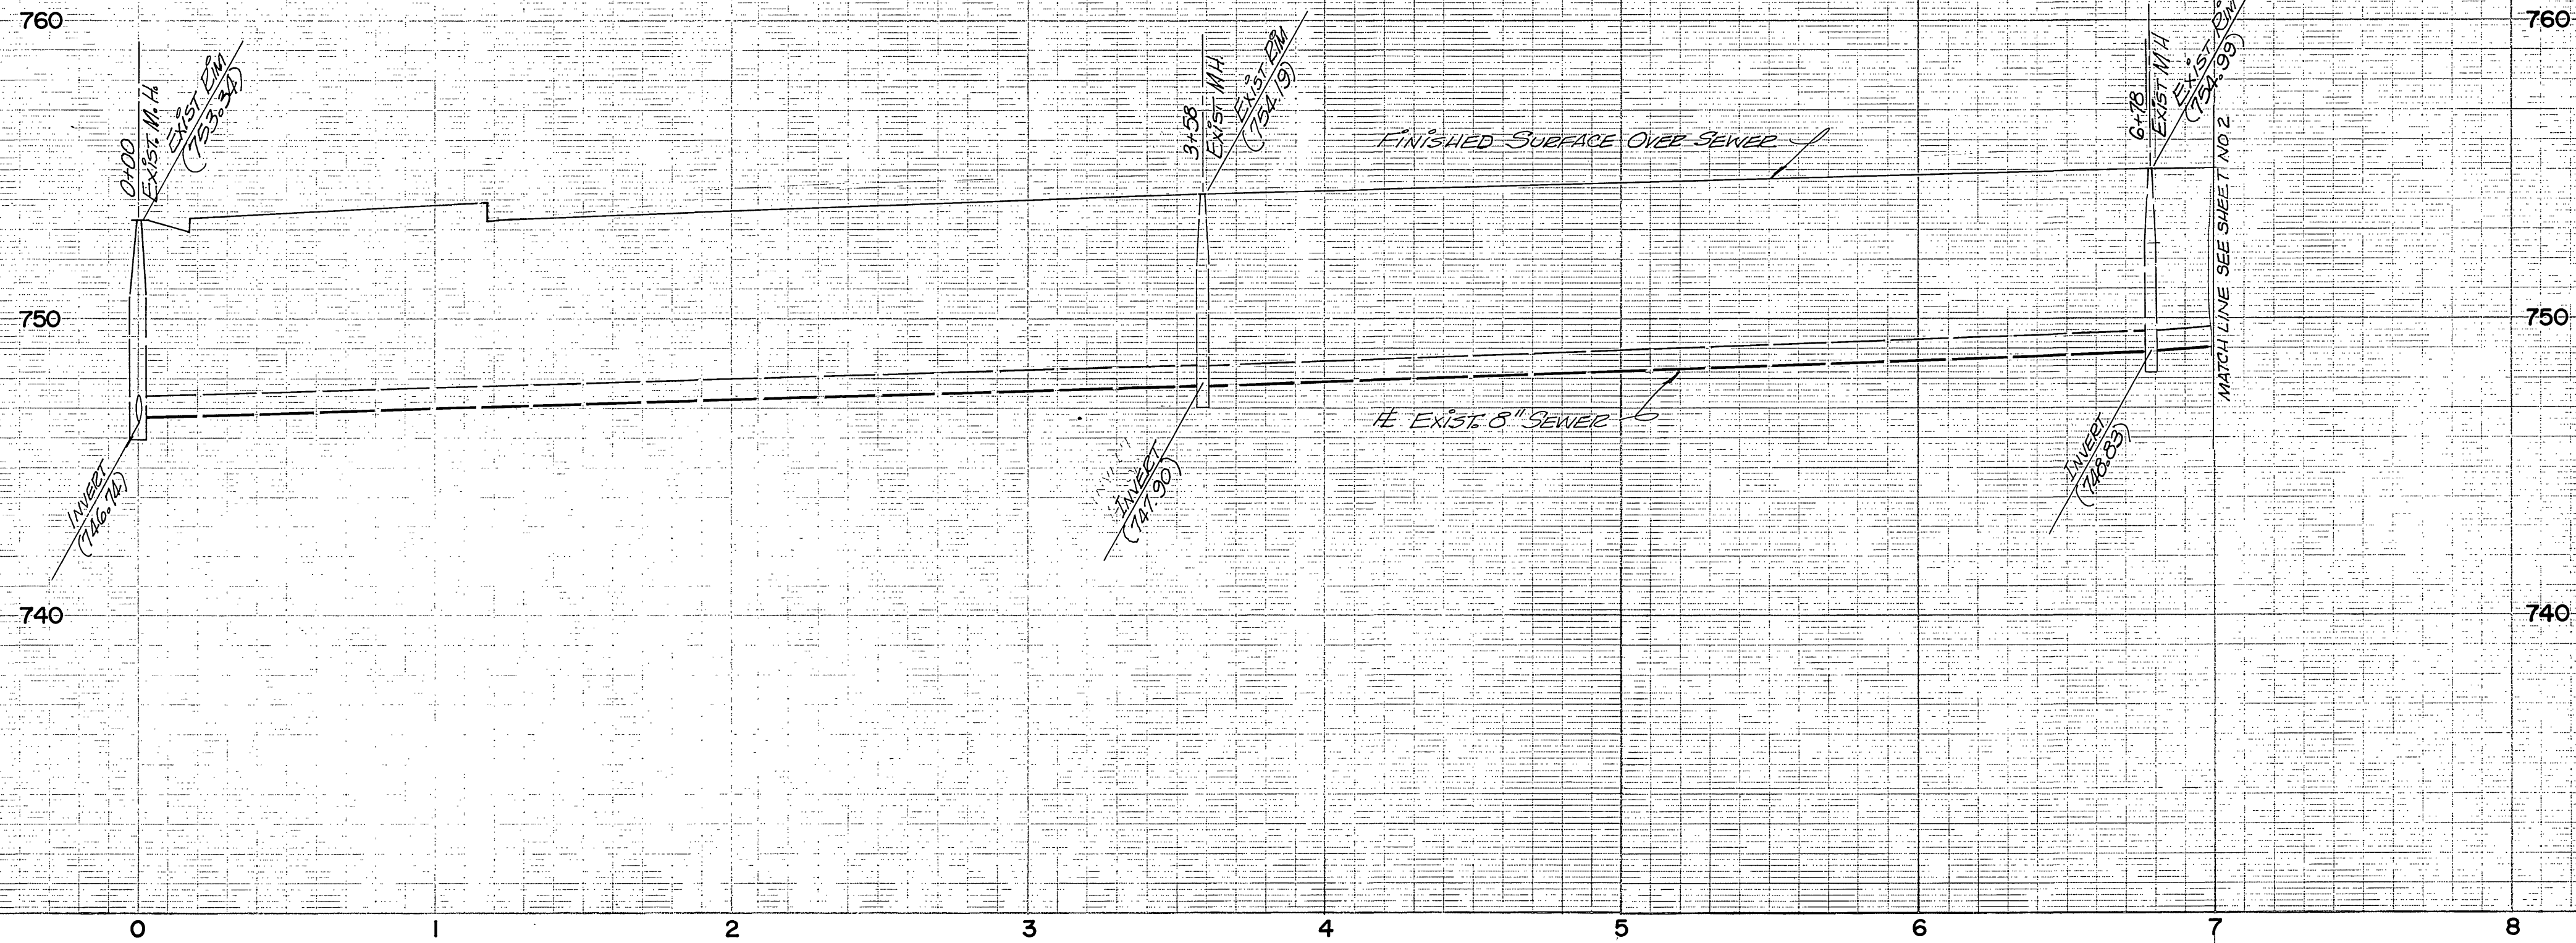 760
760
0+00
EXIST. M.H.
EXIST RIM
(753.34)
3+58
EXIST M.H.
EXIST RIM
(754.19)
6+78
EXIST MH
EXIST RIM
(754.99)
FINISHED SURFACE OVER SEWER
MATCH LINE SEE SHEET NO. 2
750
750
EXIST. 8" SEWER
INVERT
(746.74)
INVERT
(747.90)
INVERT
(748.83)
740
740
0
1
2
3
4
5
6
7
8